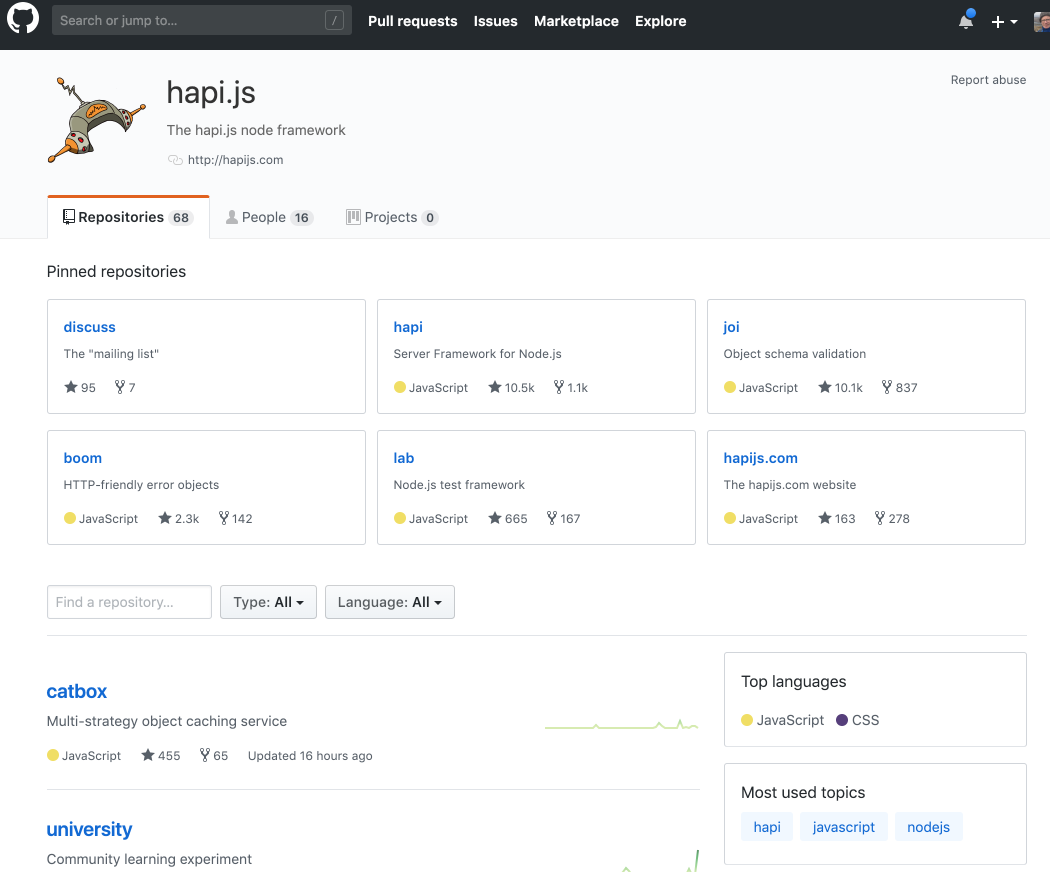 Search or jump to...
/
Pull requests Issues Marketplace Explore
Report abuse
hapi.js
The hapi.js node framework
http://hapijs.com
Repositories 68
People 16
Projects 0
Pinned repositories
discuss
The "mailing list"
95 7
hapi
Server Framework for Node.js
JavaScript 10.5k 1.1k
joi
Object schema validation
JavaScript 10.1k 837
boom
HTTP-friendly error objects
JavaScript 2.3k 142
lab
Node.js test framework
JavaScript 665 167
hapijs.com
The hapijs.com website
JavaScript 163 278
Find a repository...
Type: All
Language: All
catbox
Multi-strategy object caching service
JavaScript 455 65 Updated 16 hours ago
university
Community learning experiment
Top languages
JavaScript CSS
Most used topics
hapi javascript nodejs